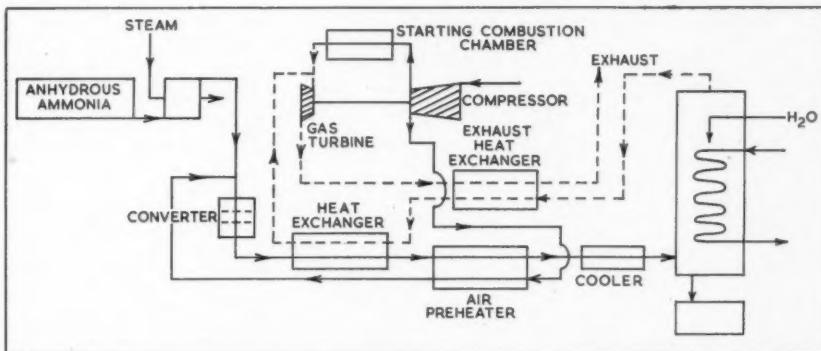 STEAM
STARTING COMBUSTION
CHAMBER
EXHAUST
ANHYDROUS
AMMONIA
COMPRESSOR
H₂O
GAS
TURBINE
EXHAUST
HEAT
EXCHANGER
CONVERTER
HEAT
EXCHANGER
COOLER
AIR
PREHEATER